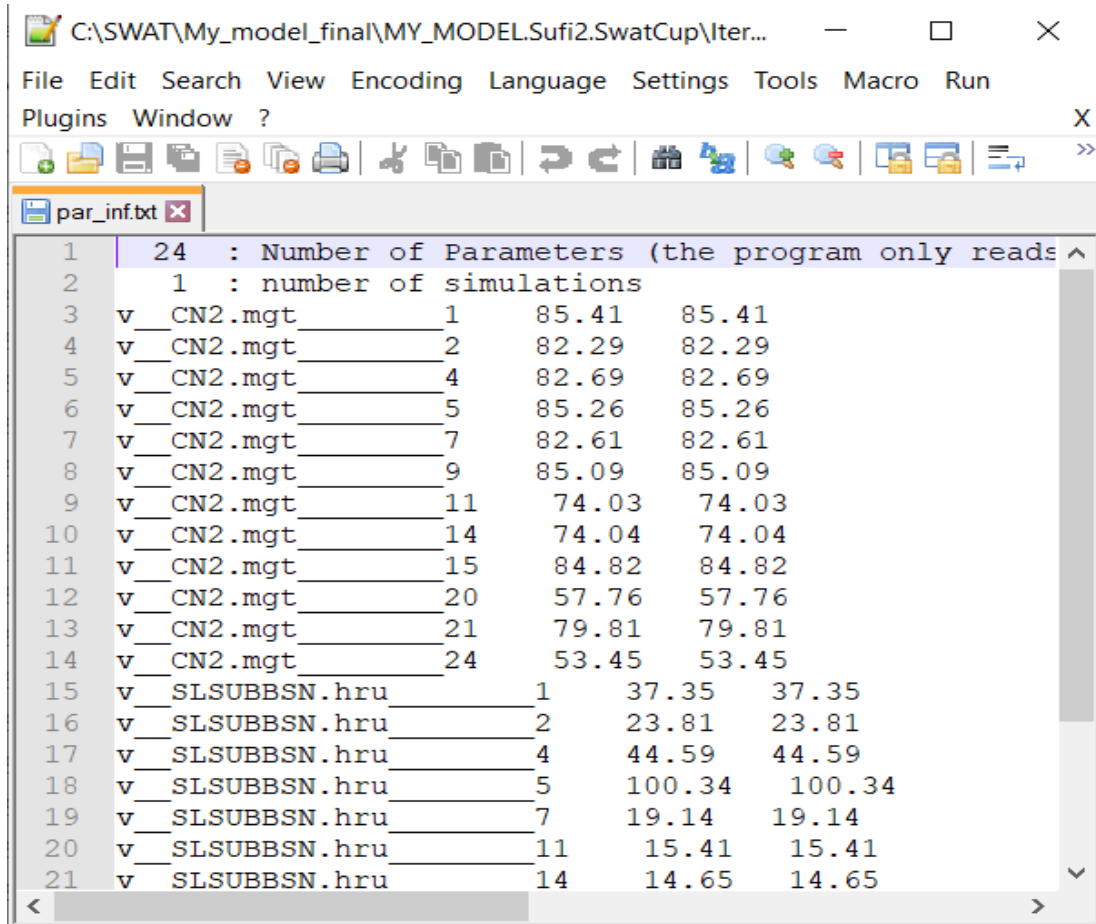 C:\SWAT\My_model_final\MY_MODEL.Sufi2.SwatCup\Iter...
File Edit Search View Encoding Language Settings Tools Macro Run
Plugins Window ? X
par_inf.txt
1 24 : Number of Parameters (the program only reads
2 1 : number of simulations
3 v__CN2.mgt________1 85.41 85.41
4 v__CN2.mgt________2 82.29 82.29
5 v__CN2.mgt________4 82.69 82.69
6 v__CN2.mgt________5 85.26 85.26
7 v__CN2.mgt________7 82.61 82.61
8 v__CN2.mgt________9 85.09 85.09
9 v__CN2.mgt________11 74.03 74.03
10 v__CN2.mgt________14 74.04 74.04
11 v__CN2.mgt________15 84.82 84.82
12 v__CN2.mgt________20 57.76 57.76
13 v__CN2.mgt________21 79.81 79.81
14 v__CN2.mgt________24 53.45 53.45
15 v__SLSUBBSN.hru________1 37.35 37.35
16 v__SLSUBBSN.hru________2 23.81 23.81
17 v__SLSUBBSN.hru________4 44.59 44.59
18 v__SLSUBBSN.hru________5 100.34 100.34
19 v__SLSUBBSN.hru________7 19.14 19.14
20 v__SLSUBBSN.hru________11 15.41 15.41
21 v__SLSUBBSN.hru________14 14.65 14.65